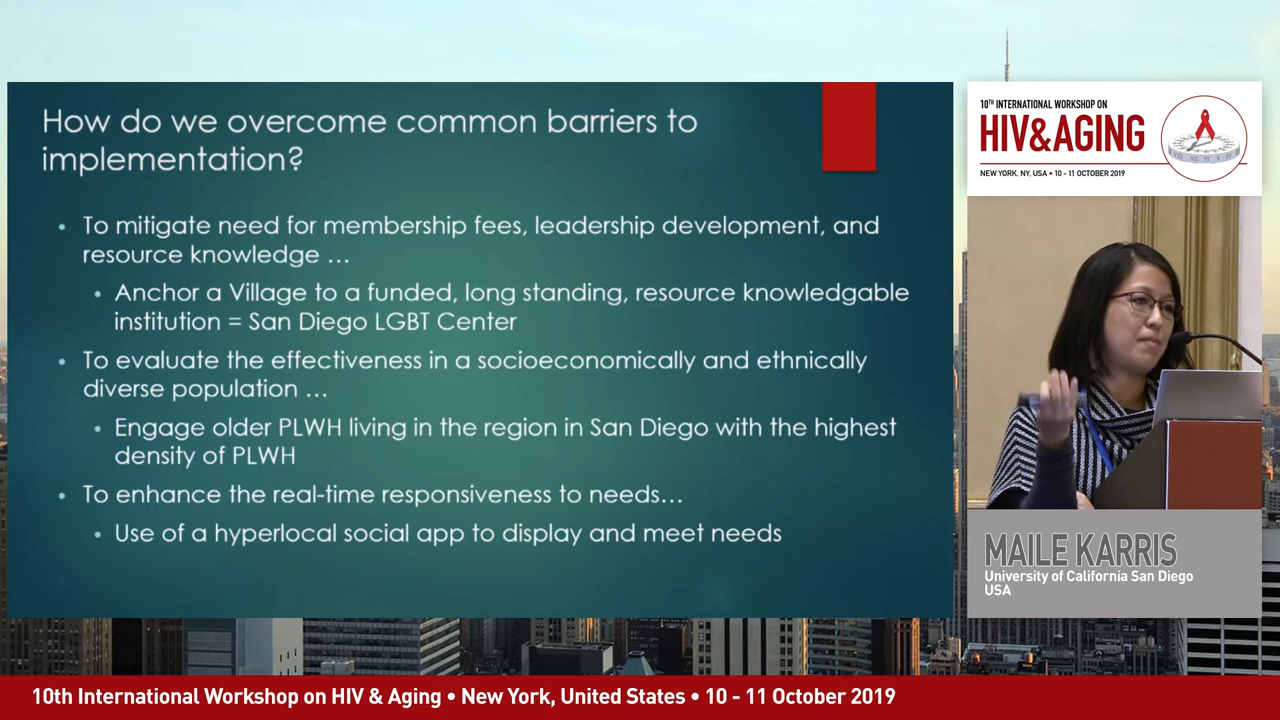 How do we overcome common barriers to
implementation?
• To mitigate need for membership fees, leadership development, and
resource knowledge …
• Anchor a Village to a funded, long standing, resource knowledgable
institution = San Diego LGBT Center
• To evaluate the effectiveness in a socioeconomically and ethnically
diverse population …
• Engage older PLWH living in the region in San Diego with the highest
density of PLWH
• To enhance the real-time responsiveness to needs…
• Use of a hyperlocal social app to display and meet needs
10TH INTERNATIONAL WORKSHOP ON
HIV&AGING
NEW YORK, NY, USA • 10 - 11 OCTOBER 2019
MAILE KARRIS
University of California San Diego
USA
10th International Workshop on HIV & Aging • New York, United States • 10 - 11 October 2019